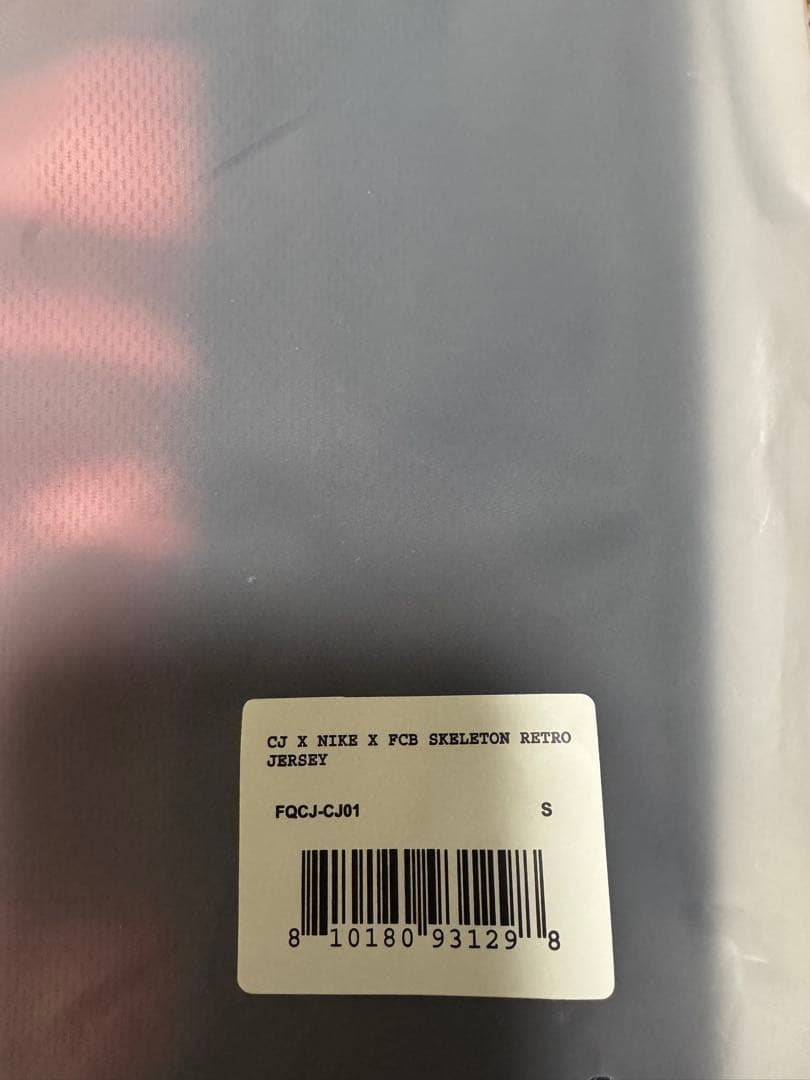 CJ X NIKE X FCB SKELETON RETRO
JERSEY
FQCJ-CJ01 S
8 10180 93129 8